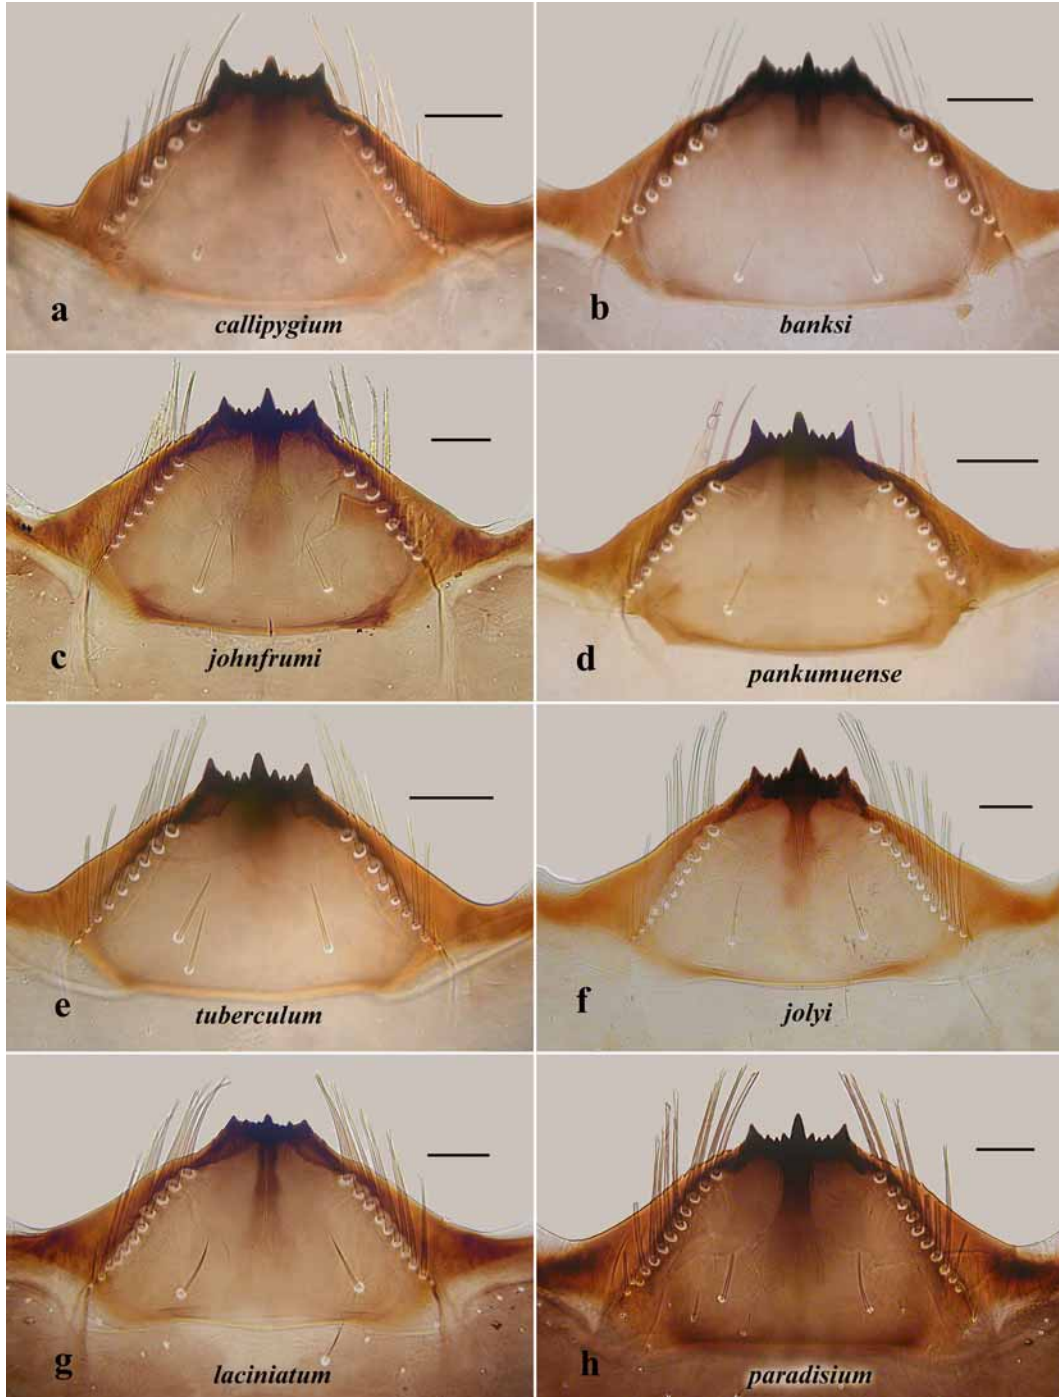 a
callipygium
b
banksi
c
johnfrumi
d
pankumuense
e
tuberculum
f
jolyi
g
laciniatum
h
paradisium